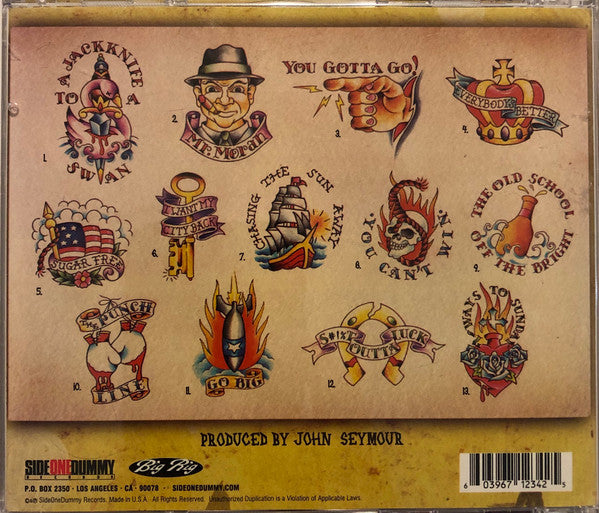 A JACKKNIFE
TO A
SWAN
1.
MR. MORAN
2.
YOU GOTTA GO!
3.
EVERYBODY'S BETTER
4.
SUGAR FREE
5.
I WANT MY
CITY BACK
6.
CHASING THE SUN AWAY
7.
YOU CAN'T WIN
8.
THE OLD SCHOOL
OFF THE BRIGHT
9.
THE PUNCH
LINE
10.
GO BIG
11.
S#!%T
OUTTA LUCK
12.
7 WAYS TO SUNDAY
13.
PRODUCED BY JOHN SEYMOUR
SIDEONEDUMMY
RECORDS
Big Rig
P.O. BOX 2350 · LOS ANGELES · CA · 90078 · SIDEONEDUMMY.COM
SideOneDummy Records. Made in U.S.A. All Rights Reserved. Unauthorized Duplication is a Violation of Applicable Laws.
6 03967 12342 5